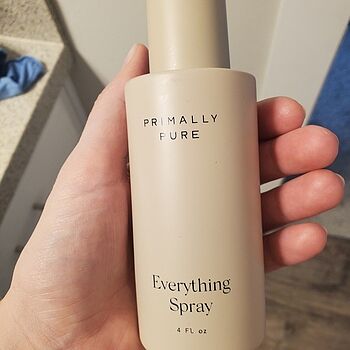 PRIMALLY
PURE
Everything
Spray
4 FL oz